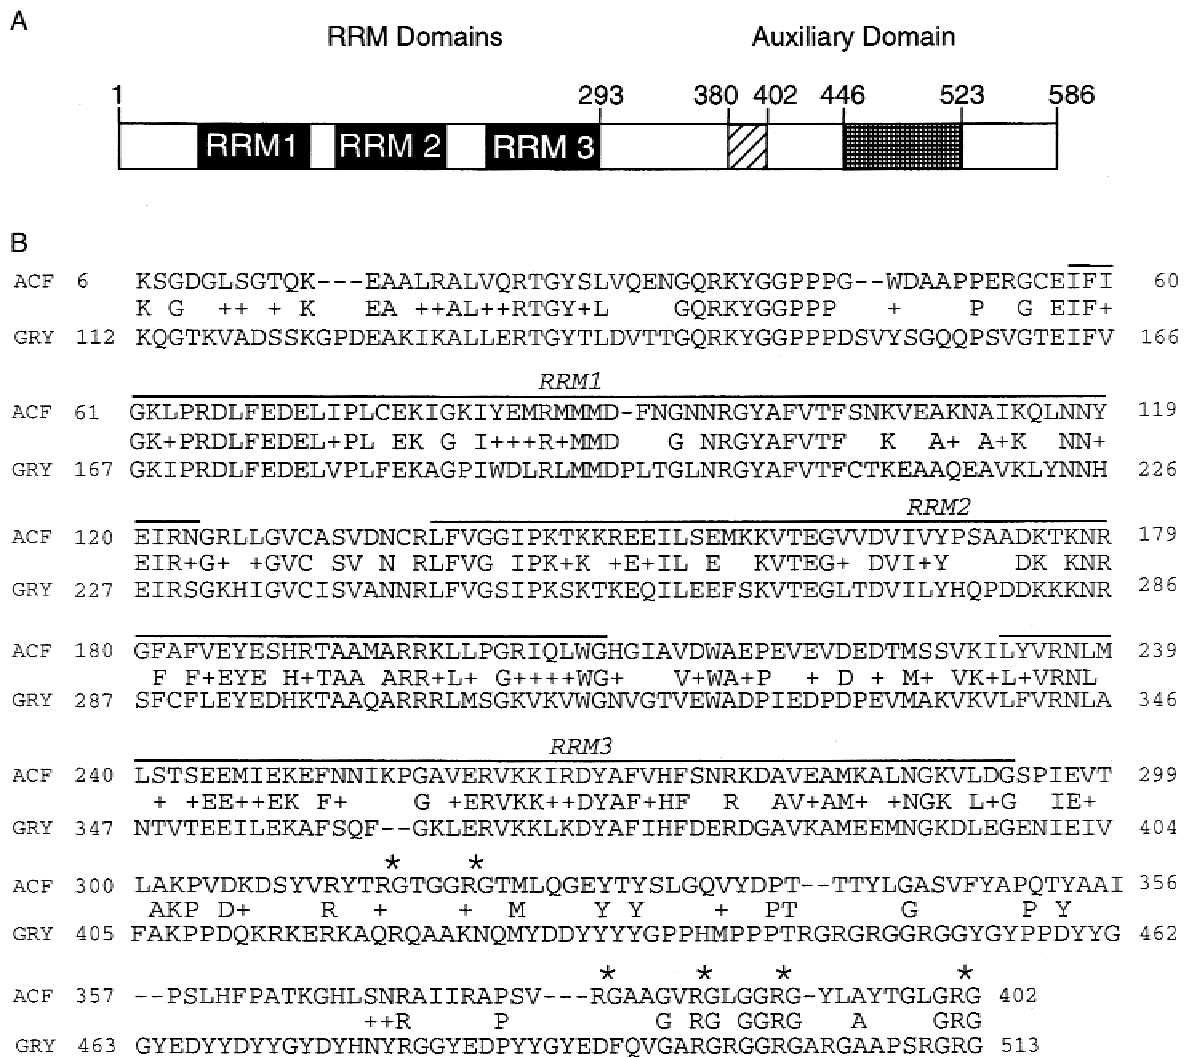 A
RRM Domains Auxiliary Domain
1 293 380 402 446 523 586
RRM1 RRM 2 RRM 3
B
ACF 6 KSGDGLSGTQK---EAALRALVQRTGYSLVQENGQRKYGGPPPG--WDAAPPERGCEIFI 60
K G ++ + K EA ++AL++RTGY+L GQRKYGGPPP + P G EIF+
GRY 112 KQGTKVADSSKGPDEAKIKALLERTGYTLDVTTGQRKYGGPPPDSVYSGQQPSVGTEIFV 166
RRM1
ACF 61 GKLPRDLFEDELIPLCEKIGKIYEMRMMMD-FNGNNRGYAFVTFSNKVEAKNAIKQLNNY 119
GK+PRDLFEDEL+PL EK G I+++R+MMD G NRGYAFVTF K A+ A+K NN+
GRY 167 GKIPRDLFEDELVPLFEKAGPIWDLRLMMDPLTGLNRGYAFVTFCTKEAAQEAVKLYNNH 226
RRM2
ACF 120 EIRNGRLLGVCASVDNCRLFVGGIPKTKKREEILSEMKKVTEGVVDVIVYPSAADKTKNR 179
EIR+G+ +GVC SV N RLFVG IPK+K +E+IL E KVTEG+ DVI+Y DK KNR
GRY 227 EIRSGKHIGVCISVANNRLFVGSIPKSKTKEQILEEFSKVTEGLTDVILYHQPDDKKKNR 286
ACF 180 GFAFVEYESHRTAAMARRKLLPGRIQLWGHGIAVDWAEPEVEVDEDTMSSVKILYVRNLM 239
F F+EYE H+TAA ARR+L+ G++++WG+ V+WA+P + D + M+ VK+L+VRNL
GRY 287 SFCFLEYEDHKTAAQARRRLMSGKVKVWGNVGTVEWADPIEDPDPEVMAKVKVLFVRNLA 346
RRM3
ACF 240 LSTSEEMIEKEFNNIKPGAVERVKKIRDYAFVHFSNRKDAVEAMKALNGKVLDGSPIEVT 299
+ +EE++EK F+ G +ERVKK++DYAF+HF R AV+AM+ +NGK L+G IE+
GRY 347 NTVTEEILEKAFSQF--GKLERVKKLKDYAFIHFDERDGAVKAMEEMNGKDLEGENIEIV 404
* *
ACF 300 LAKPVDKDSYVRYTRGTGGRGTMLQGEYTYSLGQVYDPT--TTYLGASVFYAPQTYAAI 356
AKP D+ R + + M Y Y + PT G P Y
GRY 405 FAKPPDQKRKERKAQRQAAKNQMYDDYYYYGPPHMPPPTRGRGRGGRGGYGYPPDYYG 462
* * * *
ACF 357 --PSLHFPATKGHLSNRAIIRAPSV---RGAAGVRGLGGRG-YLAYTGLGRG 402
++R P G RG GGRG A GRG
GRY 463 GYEDYYDYYGYDYHNYRGGYEDPYYGYEDFQVGARGRGGRGARGAAPSRGRG 513